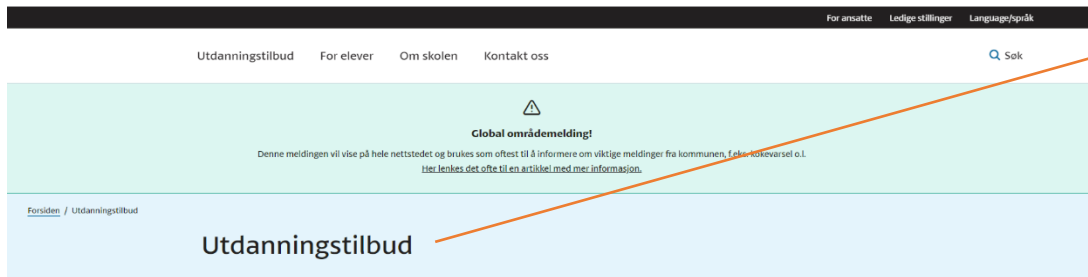 For ansatte Ledige stillinger Language/språk
Utdanningstilbud For elever Om skolen Kontakt oss Søk
Global områdemelding!
Denne meldingen vil vise på hele nettstedet og brukes som oftest til å informere om viktige meldinger fra kommunen, f.eks. kokevarsel o.l.
Her lenkes det ofte til en artikkel med mer informasjon.
Forsiden / Utdanningstilbud
Utdanningstilbud